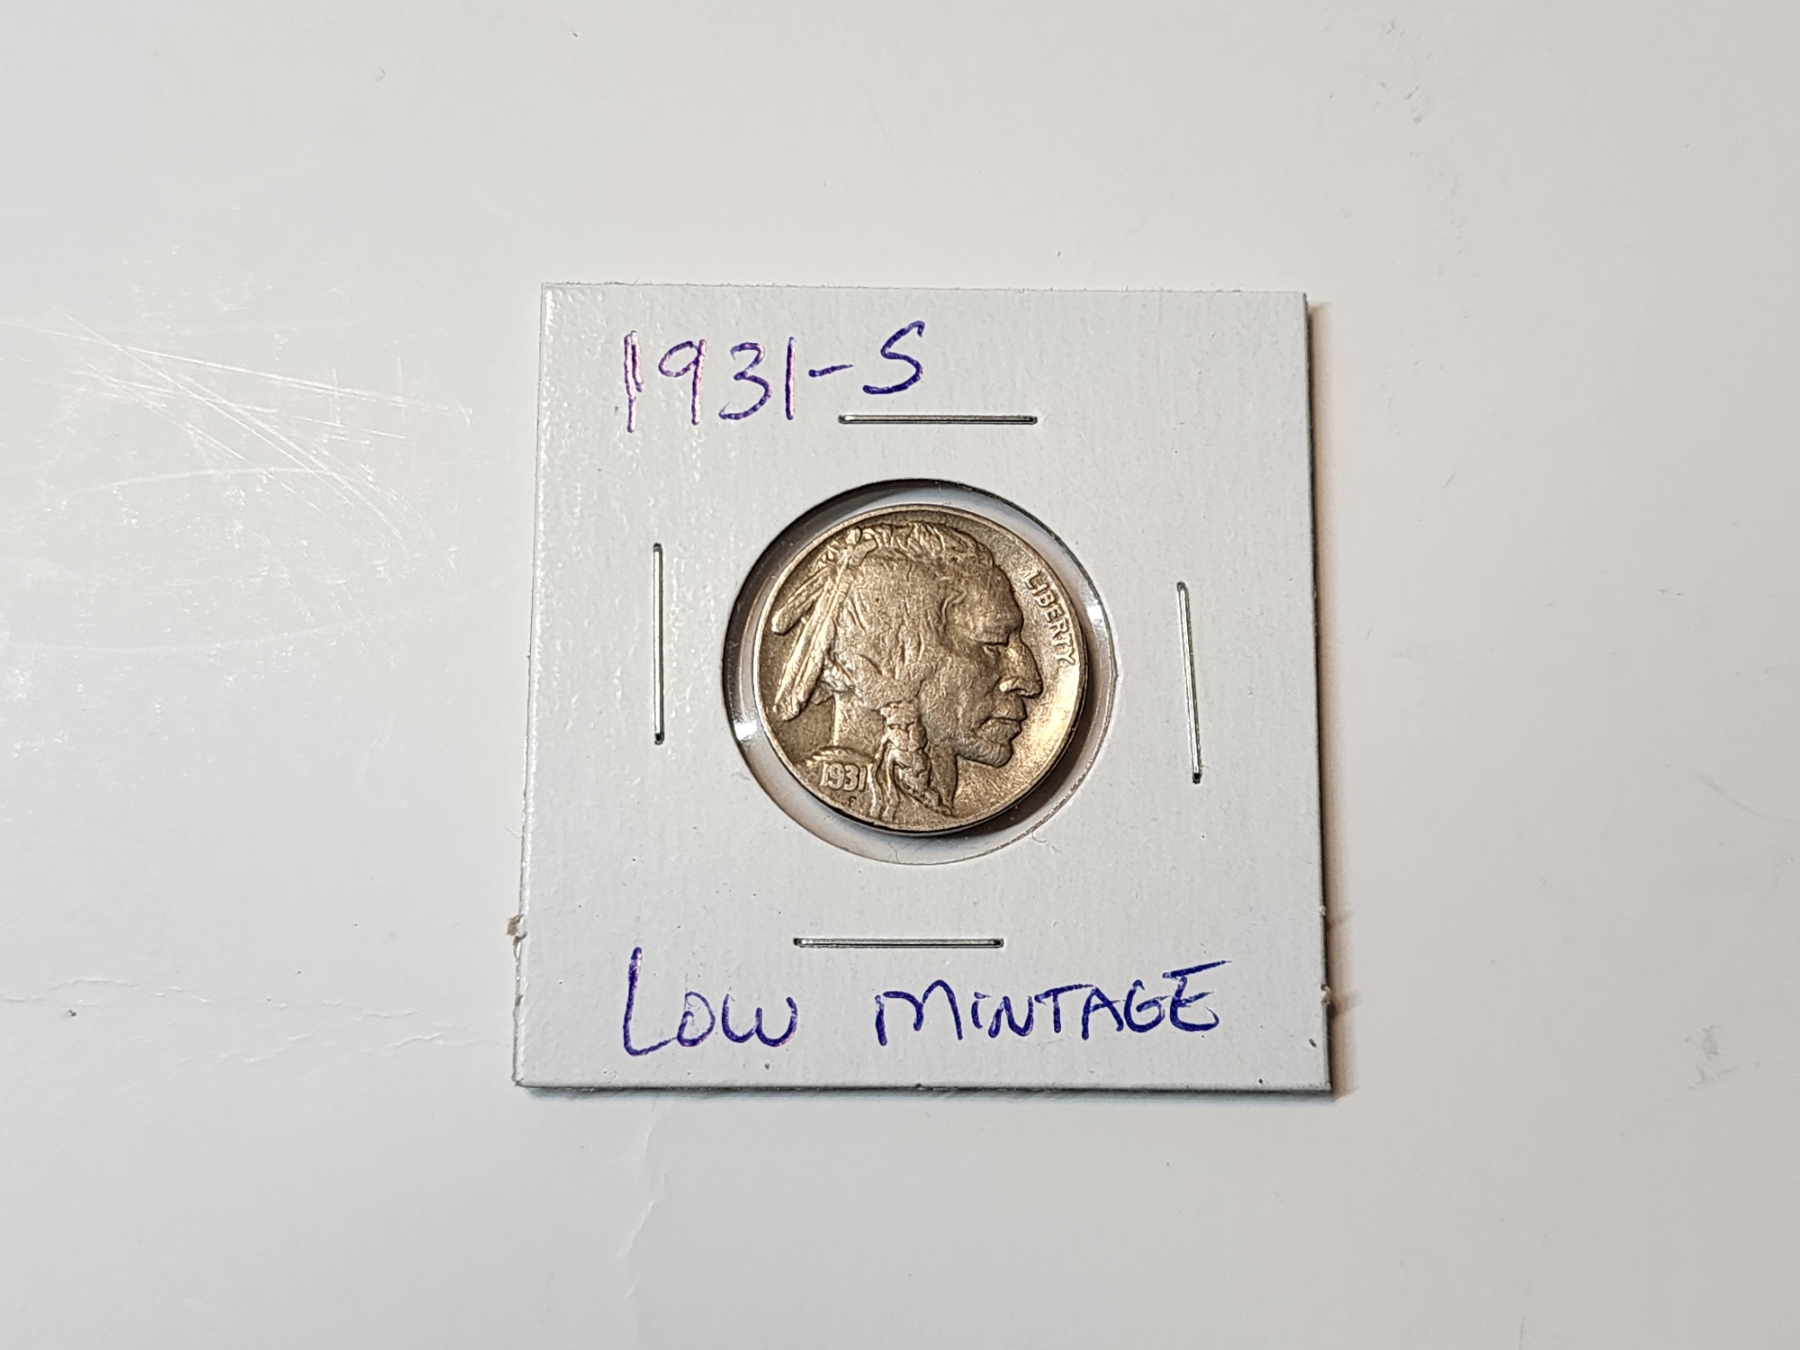 1931-S
LIBERTY
1931
F
LOW MINTAGE